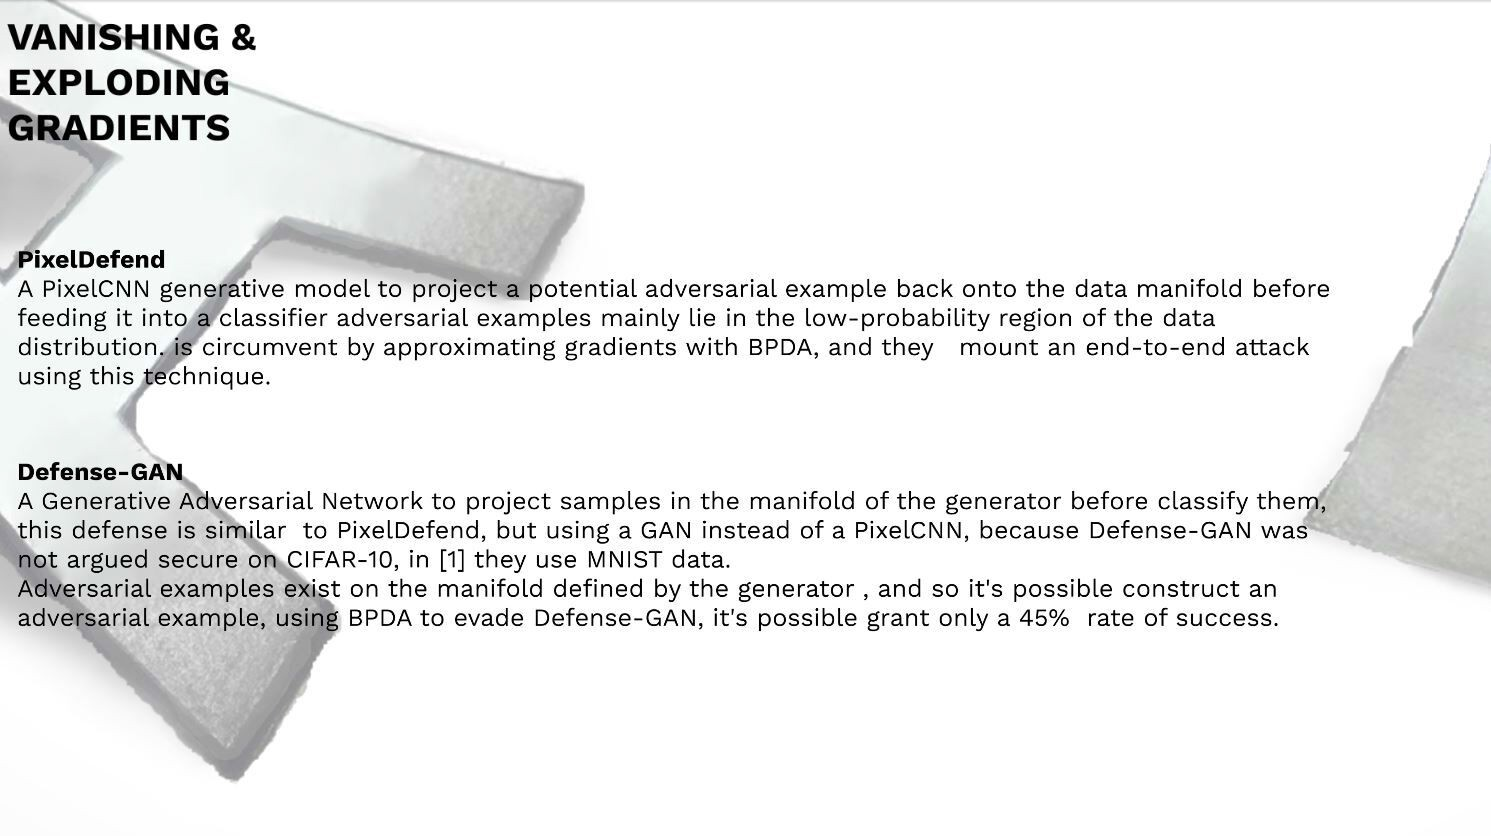 VANISHING &
EXPLODING
GRADIENTS
PixelDefend
A PixelCNN generative model to project a potential adversarial example back onto the data manifold before
feeding it into a classifier adversarial examples mainly lie in the low-probability region of the data
distribution. is circumvent by approximating gradients with BPDA, and they mount an end-to-end attack
using this technique.
Defense-GAN
A Generative Adversarial Network to project samples in the manifold of the generator before classify them,
this defense is similar to PixelDefend, but using a GAN instead of a PixelCNN, because Defense-GAN was
not argued secure on CIFAR-10, in [1] they use MNIST data.
Adversarial examples exist on the manifold defined by the generator , and so it's possible construct an
adversarial example, using BPDA to evade Defense-GAN, it's possible grant only a 45% rate of success.